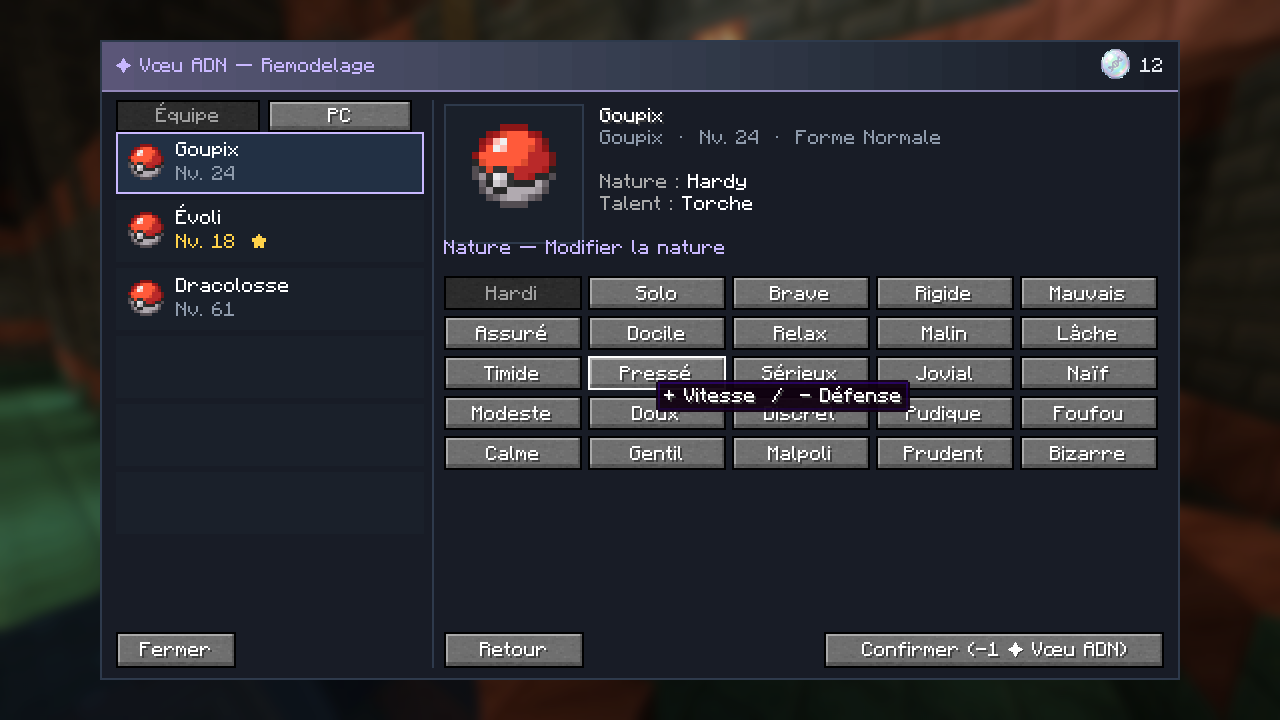 ✦ Vœu ADN — Remodelage
12
Équipe
PC
Goupix
Nv. 24
Évoli
Nv. 18 ★
Dracolosse
Nv. 61
Goupix
Goupix · Nv. 24 · Forme Normale
Nature : Hardy
Talent : Torche
Nature — Modifier la nature
Hardi Solo Brave Rigide Mauvais
Assuré Docile Relax Malin Lâche
Timide Pressé Sérieux Jovial Naïf
+ Vitesse / - Défense
Modeste Doux Discret Pudique Foufou
Calme Gentil Malpoli Prudent Bizarre
Fermer
Retour
Confirmer (-1 ✦ Vœu ADN)